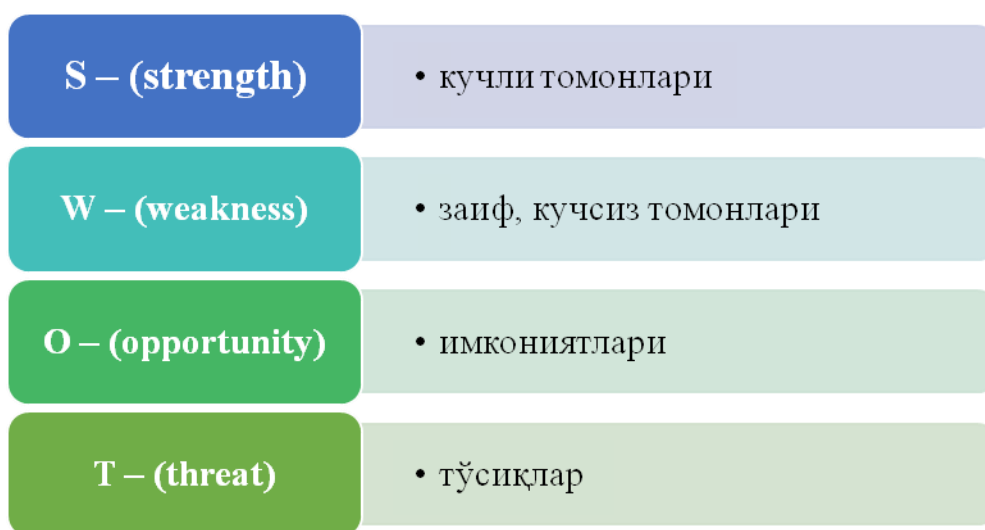 S – (strength)
• кучли томонлари
W – (weakness)
• заиф, кучсиз томонлари
O – (opportunity)
• имкониятлари
T – (threat)
• тўсиқлар